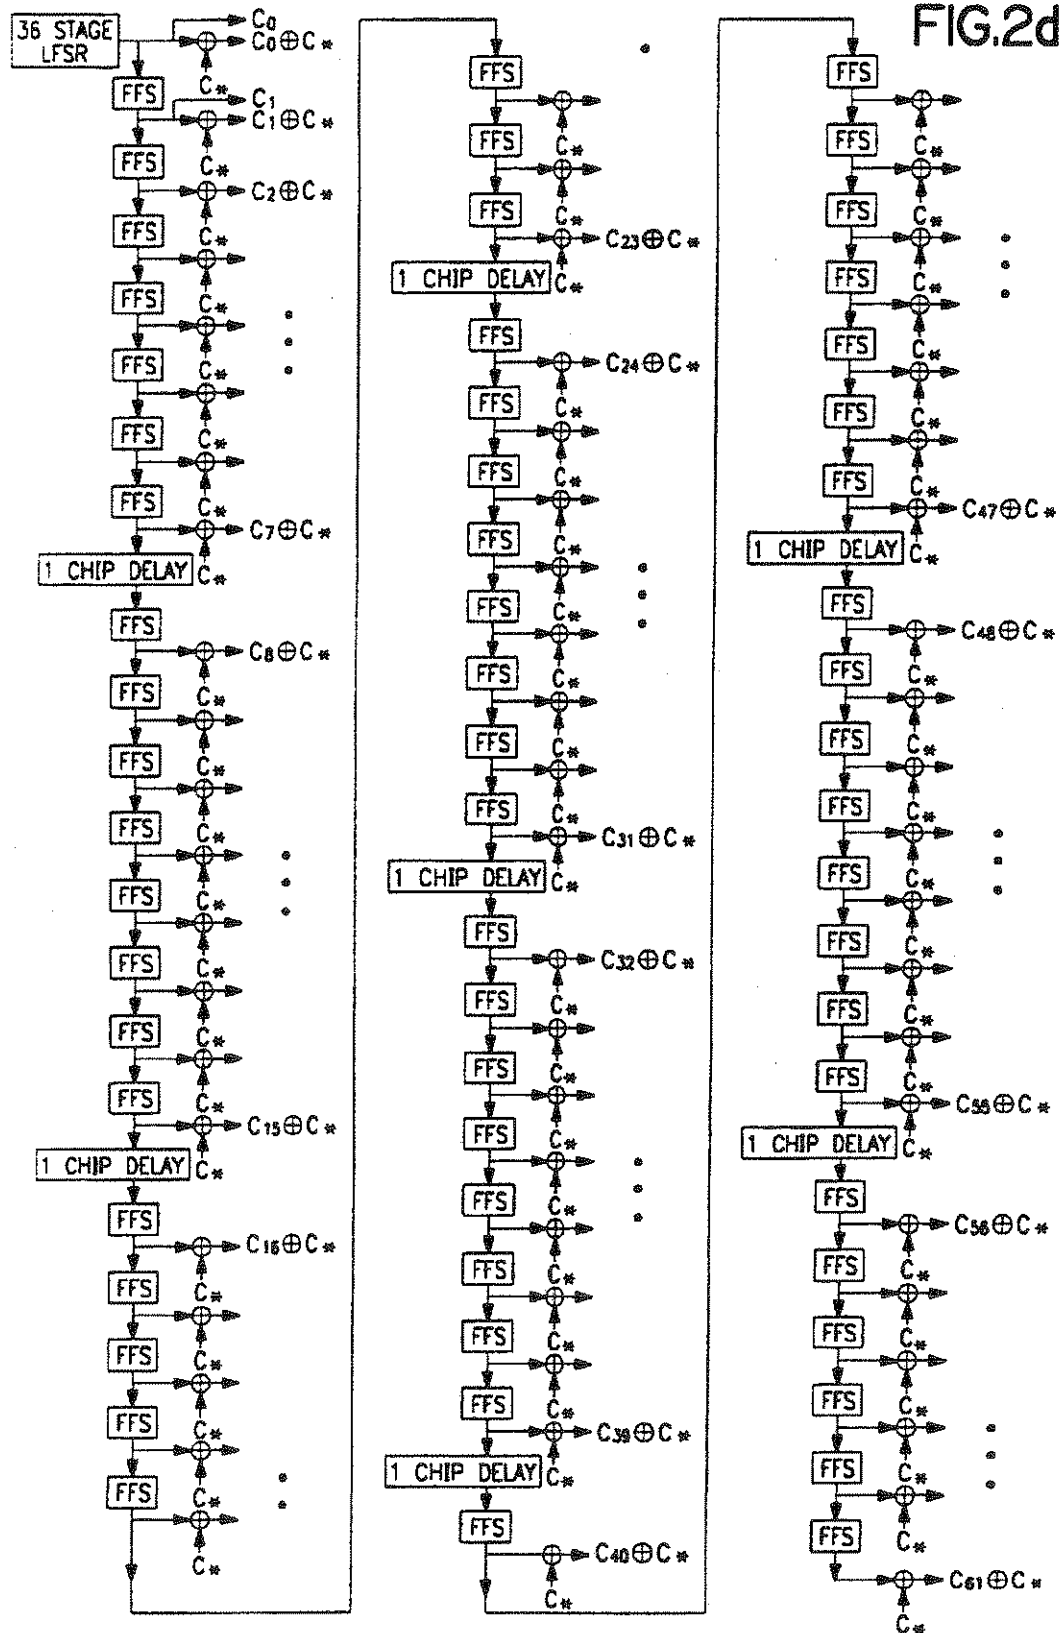 FIG.2d
36 STAGE
LFSR
C₀
C₀ ⊕ C*
C*
FFS
C₁
C₁ ⊕ C*
C*
FFS
C₂ ⊕ C*
C*
FFS
C*
FFS
C*
FFS
C*
FFS
C*
FFS
C₇ ⊕ C*
1 CHIP DELAY C*
FFS
C₈ ⊕ C*
C*
FFS
C*
FFS
C*
FFS
C*
FFS
C*
FFS
C*
FFS
C*
FFS
C₁₅ ⊕ C*
1 CHIP DELAY C*
FFS
C₁₆ ⊕ C*
C*
FFS
C*
FFS
C*
FFS
C*
FFS
C*
FFS
C*
FFS
C*
FFS
C₂₃ ⊕ C*
1 CHIP DELAY C*
FFS
C₂₄ ⊕ C*
C*
FFS
C*
FFS
C*
FFS
C*
FFS
C*
FFS
C*
FFS
C*
FFS
C₃₁ ⊕ C*
1 CHIP DELAY C*
FFS
C₃₂ ⊕ C*
C*
FFS
C*
FFS
C*
FFS
C*
FFS
C*
FFS
C*
FFS
C*
FFS
C₃₉ ⊕ C*
1 CHIP DELAY C*
FFS
C₄₀ ⊕ C*
C*
FFS
C*
FFS
C*
FFS
C*
FFS
C*
FFS
C*
FFS
C*
FFS
C₄₇ ⊕ C*
1 CHIP DELAY C*
FFS
C₄₈ ⊕ C*
C*
FFS
C*
FFS
C*
FFS
C*
FFS
C*
FFS
C*
FFS
C*
FFS
C₅₅ ⊕ C*
1 CHIP DELAY C*
FFS
C₅₆ ⊕ C*
C*
FFS
C*
FFS
C*
FFS
C*
FFS
C*
FFS
C₆₁ ⊕ C*
C*